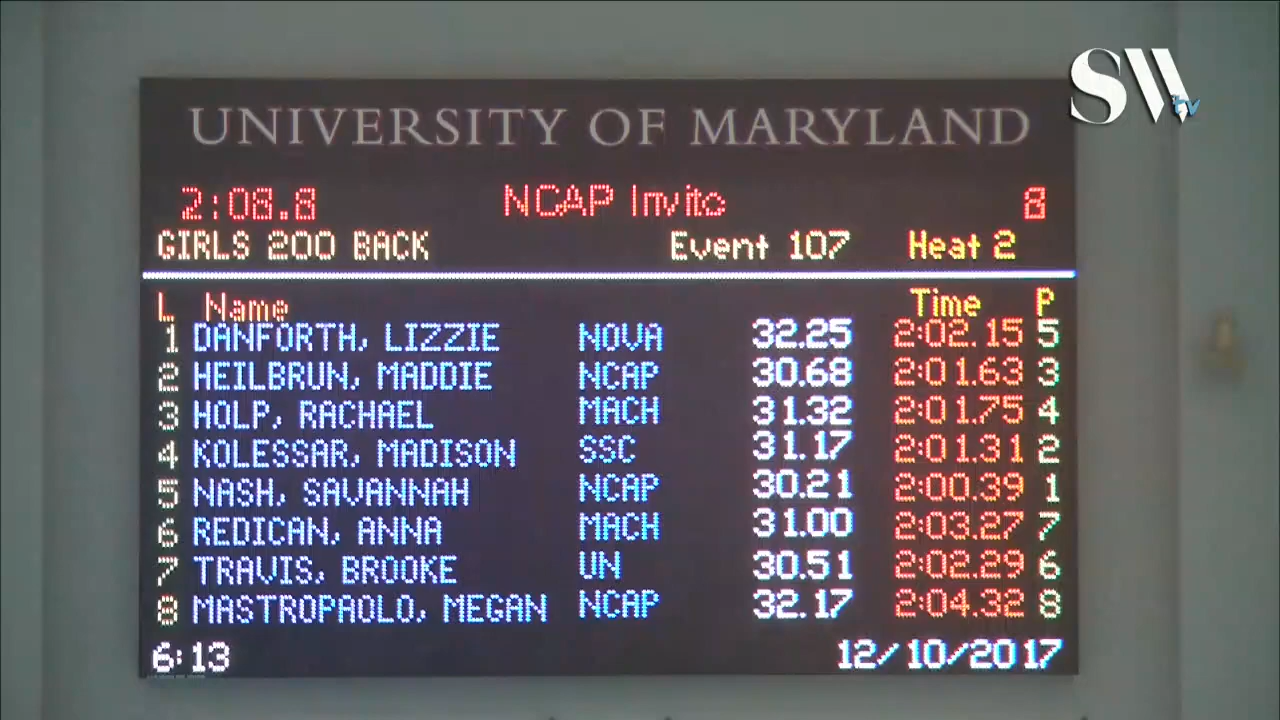 SW tv
UNIVERSITY OF MARYLAND
2:08.8 NCAP Invite 8
GIRLS 200 BACK Event 107 Heat 2
L Name Time P
1 DANFORTH, LIZZIE NOVA 32.25 2:02.15 5
2 HEILBRUN, MADDIE NCAP 30.68 2:01.63 3
3 HOLP, RACHAEL MACH 31.32 2:01.75 4
4 KOLESSAR, MADISON SSC 31.17 2:01.31 2
5 NASH, SAVANNAH NCAP 30.21 2:00.39 1
6 REDICAN, ANNA MACH 31.00 2:03.27 7
7 TRAVIS, BROOKE UN 30.51 2:02.29 6
8 MASTROPAOLO, MEGAN NCAP 32.17 2:04.32 8
6:13 12/10/2017